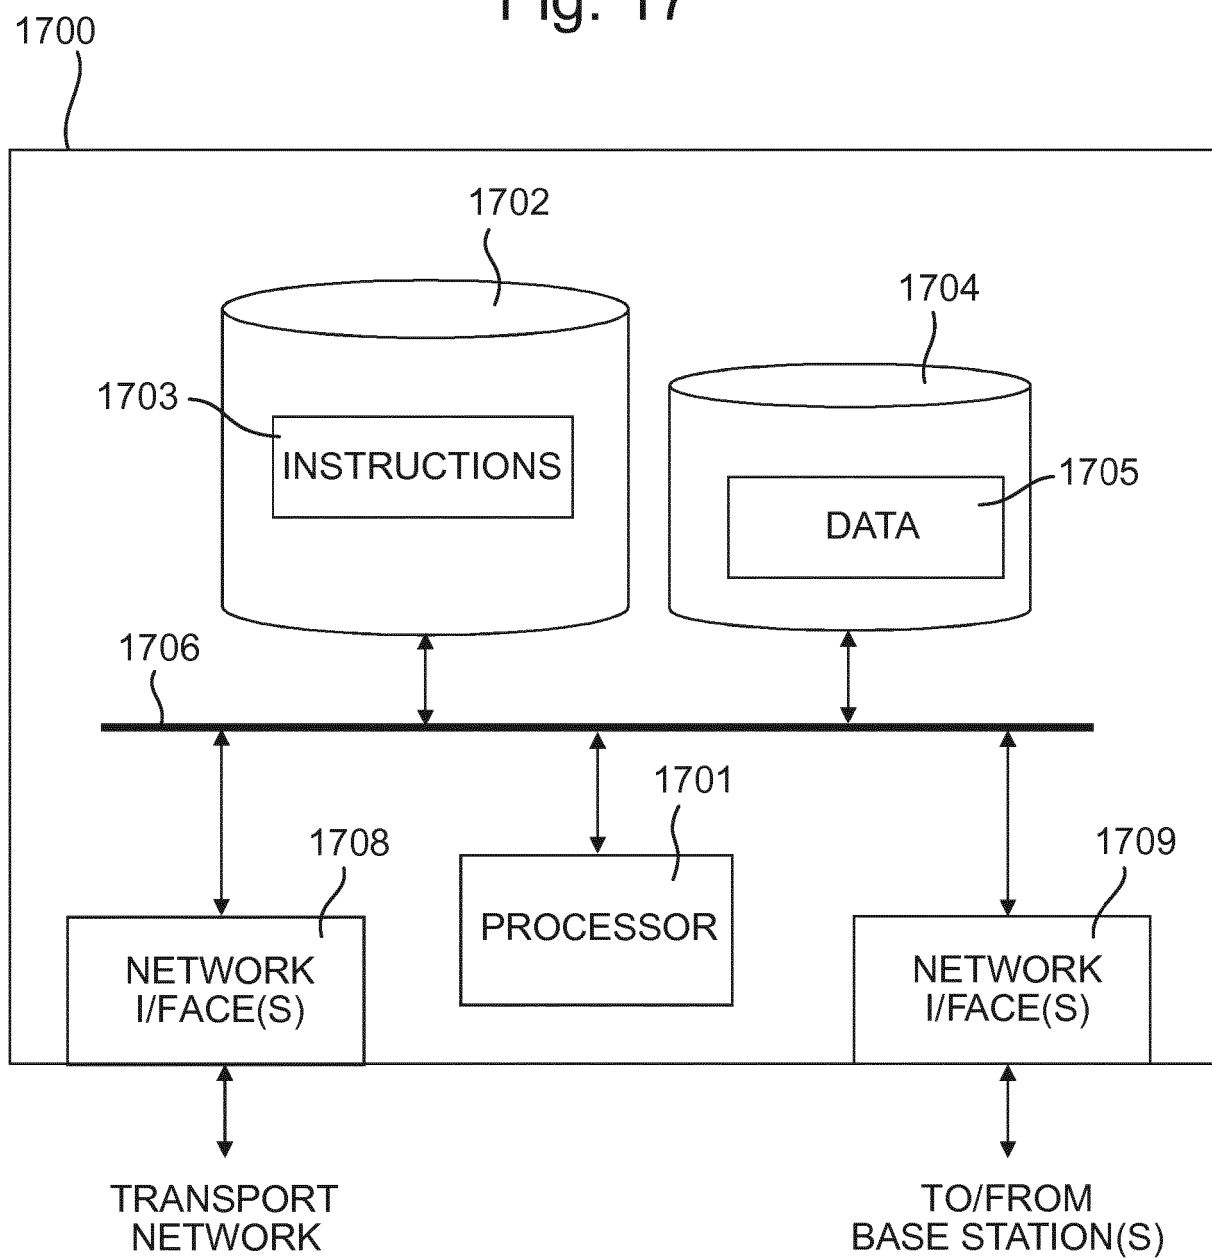 Fig. 17
1700
1702
1704
1703
INSTRUCTIONS
1705
DATA
1706
1701
1708
1709
PROCESSOR
NETWORK
I/FACE(S)
NETWORK
I/FACE(S)
TRANSPORT
NETWORK
TO/FROM
BASE STATION(S)